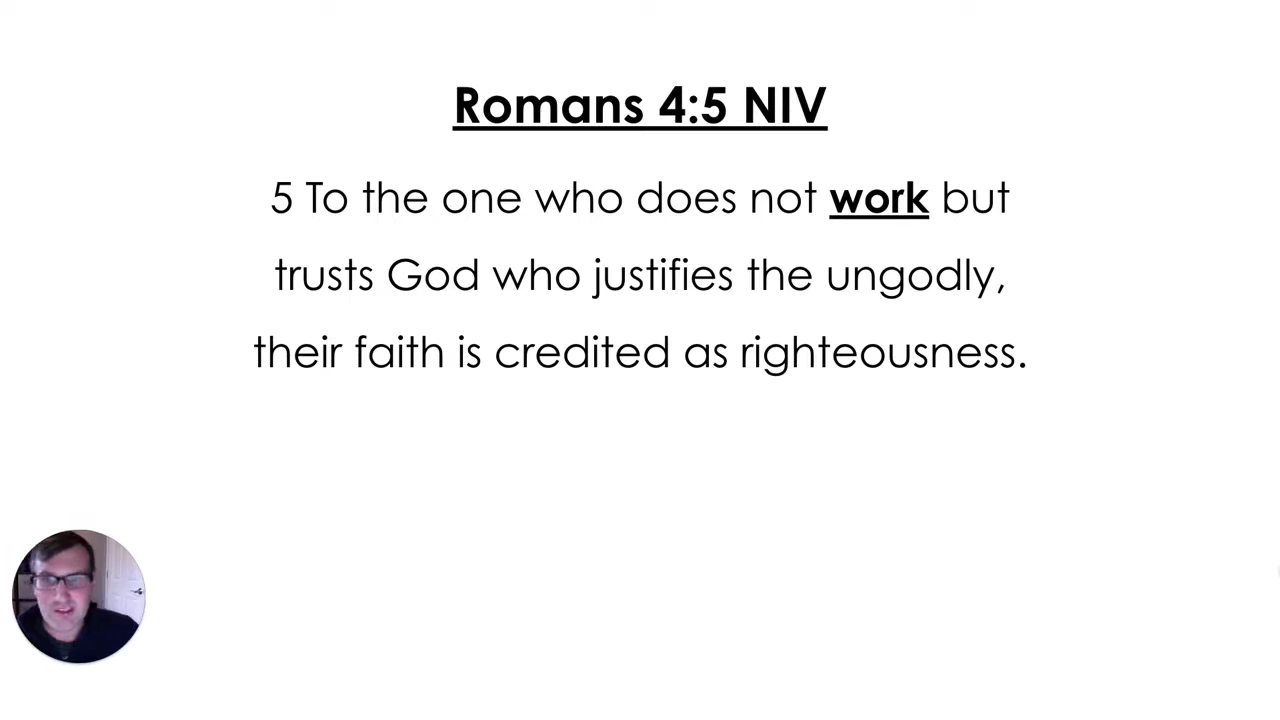 Romans 4:5 NIV
5 To the one who does not work but
trusts God who justifies the ungodly,
their faith is credited as righteousness.